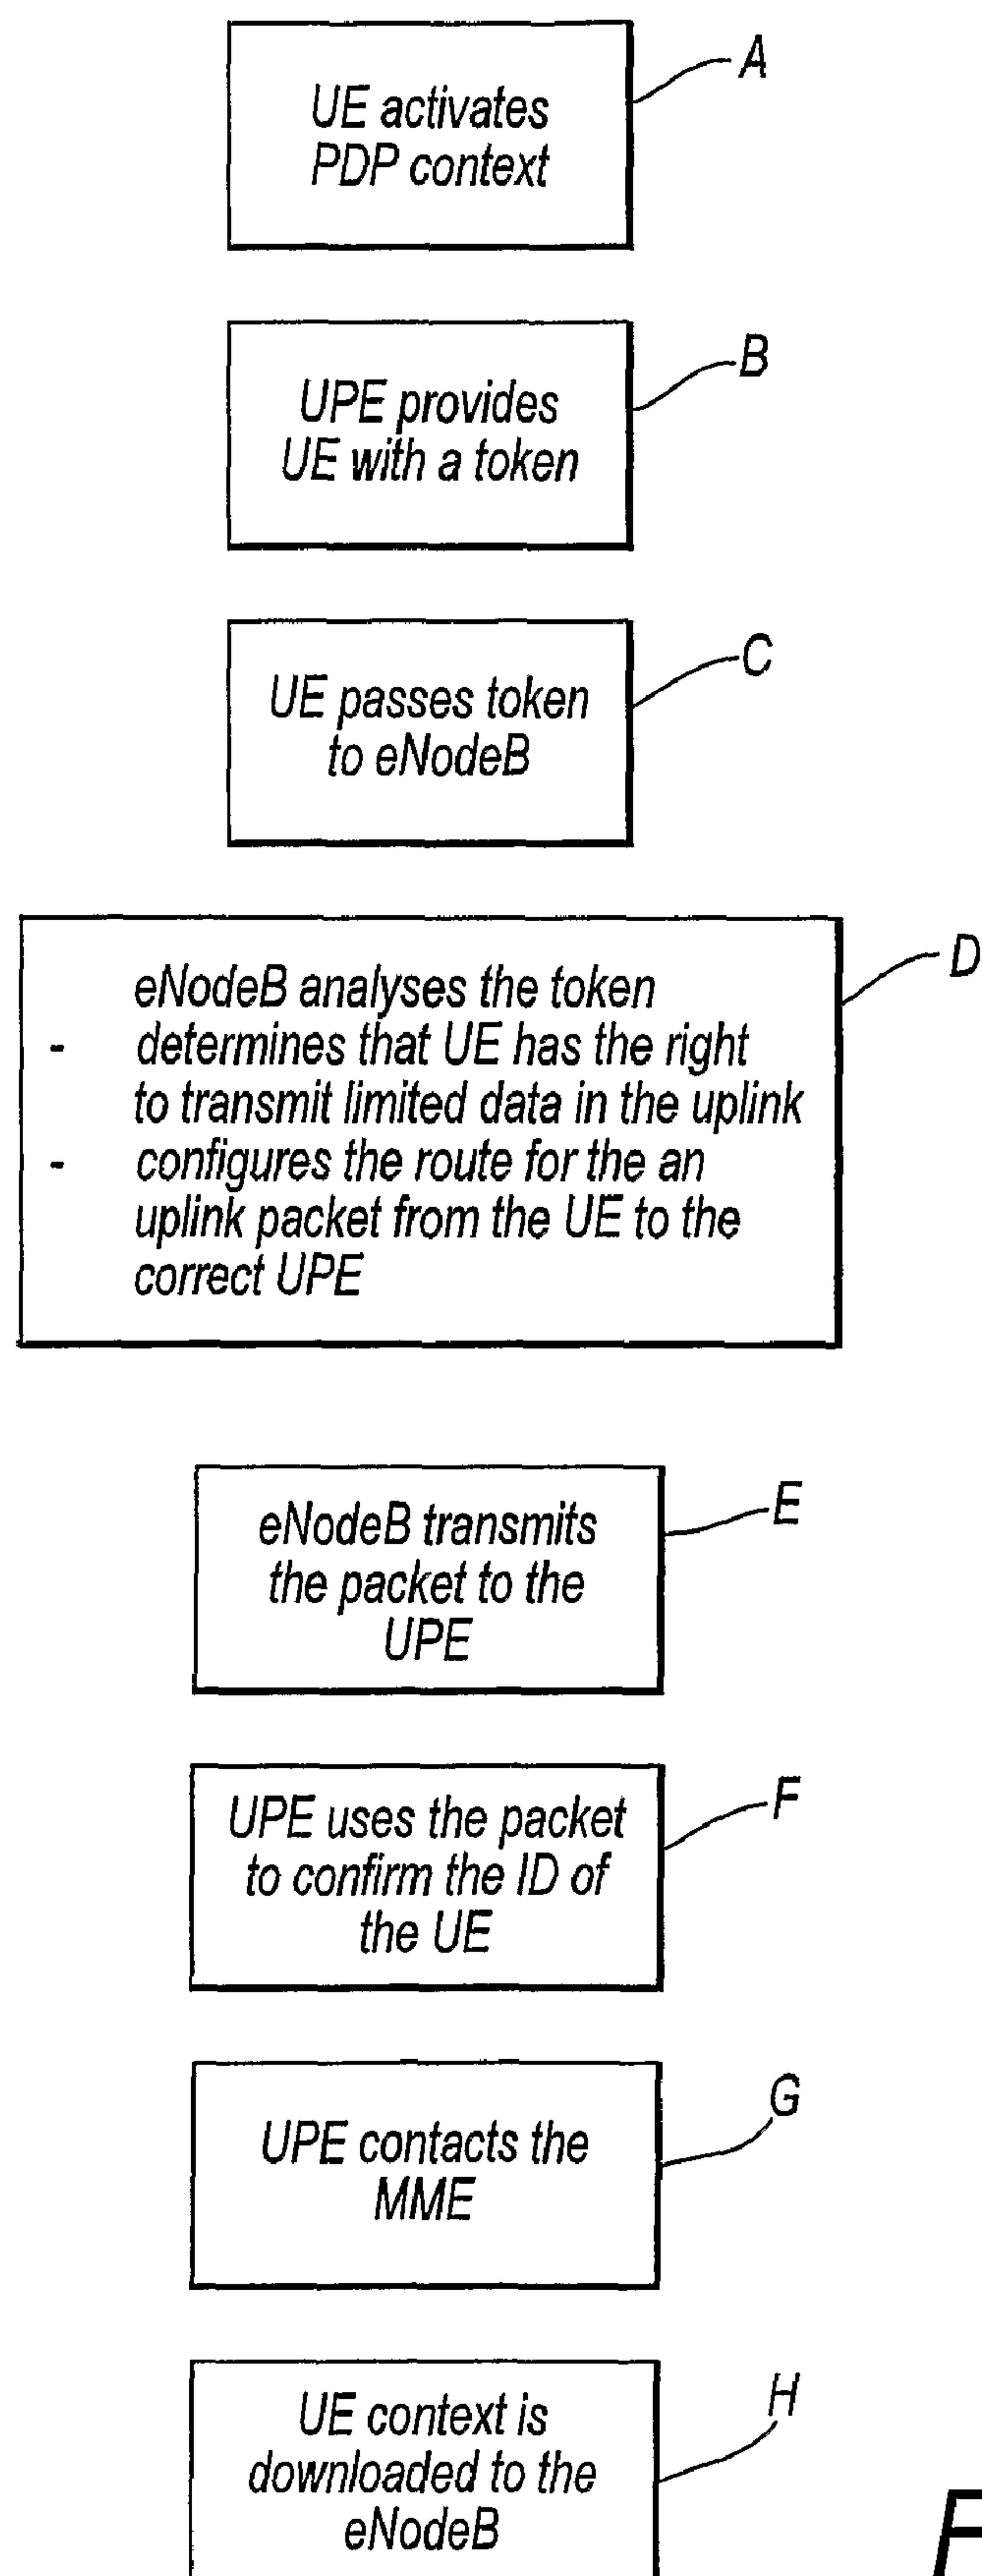 UE activates
PDP context
A
UPE provides
UE with a token
B
UE passes token
to eNodeB
C
eNodeB analyses the token
- determines that UE has the right
to transmit limited data in the uplink
- configures the route for the an
uplink packet from the UE to the
correct UPE
D
eNodeB transmits
the packet to the
UPE
E
UPE uses the packet
to confirm the ID of
the UE
F
UPE contacts the
MME
G
UE context is
downloaded to the
eNodeB
H